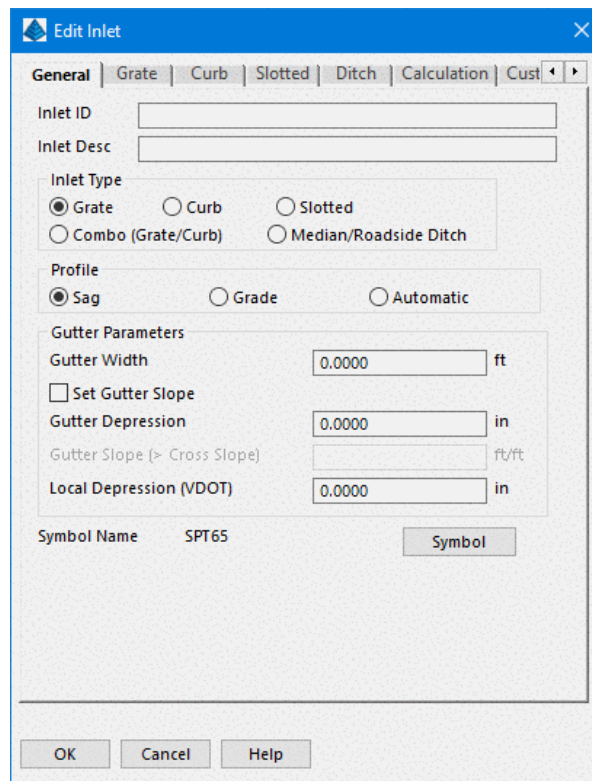 Edit Inlet
General Grate Curb Slotted Ditch Calculation Cust
Inlet ID
Inlet Desc
Inlet Type
Grate Curb Slotted
Combo (Grate/Curb) Median/Roadside Ditch
Profile
Sag Grade Automatic
Gutter Parameters
Gutter Width 0.0000 ft
Set Gutter Slope
Gutter Depression 0.0000 in
Gutter Slope (> Cross Slope) ft/ft
Local Depression (VDOT) 0.0000 in
Symbol Name SPT65 Symbol
OK Cancel Help